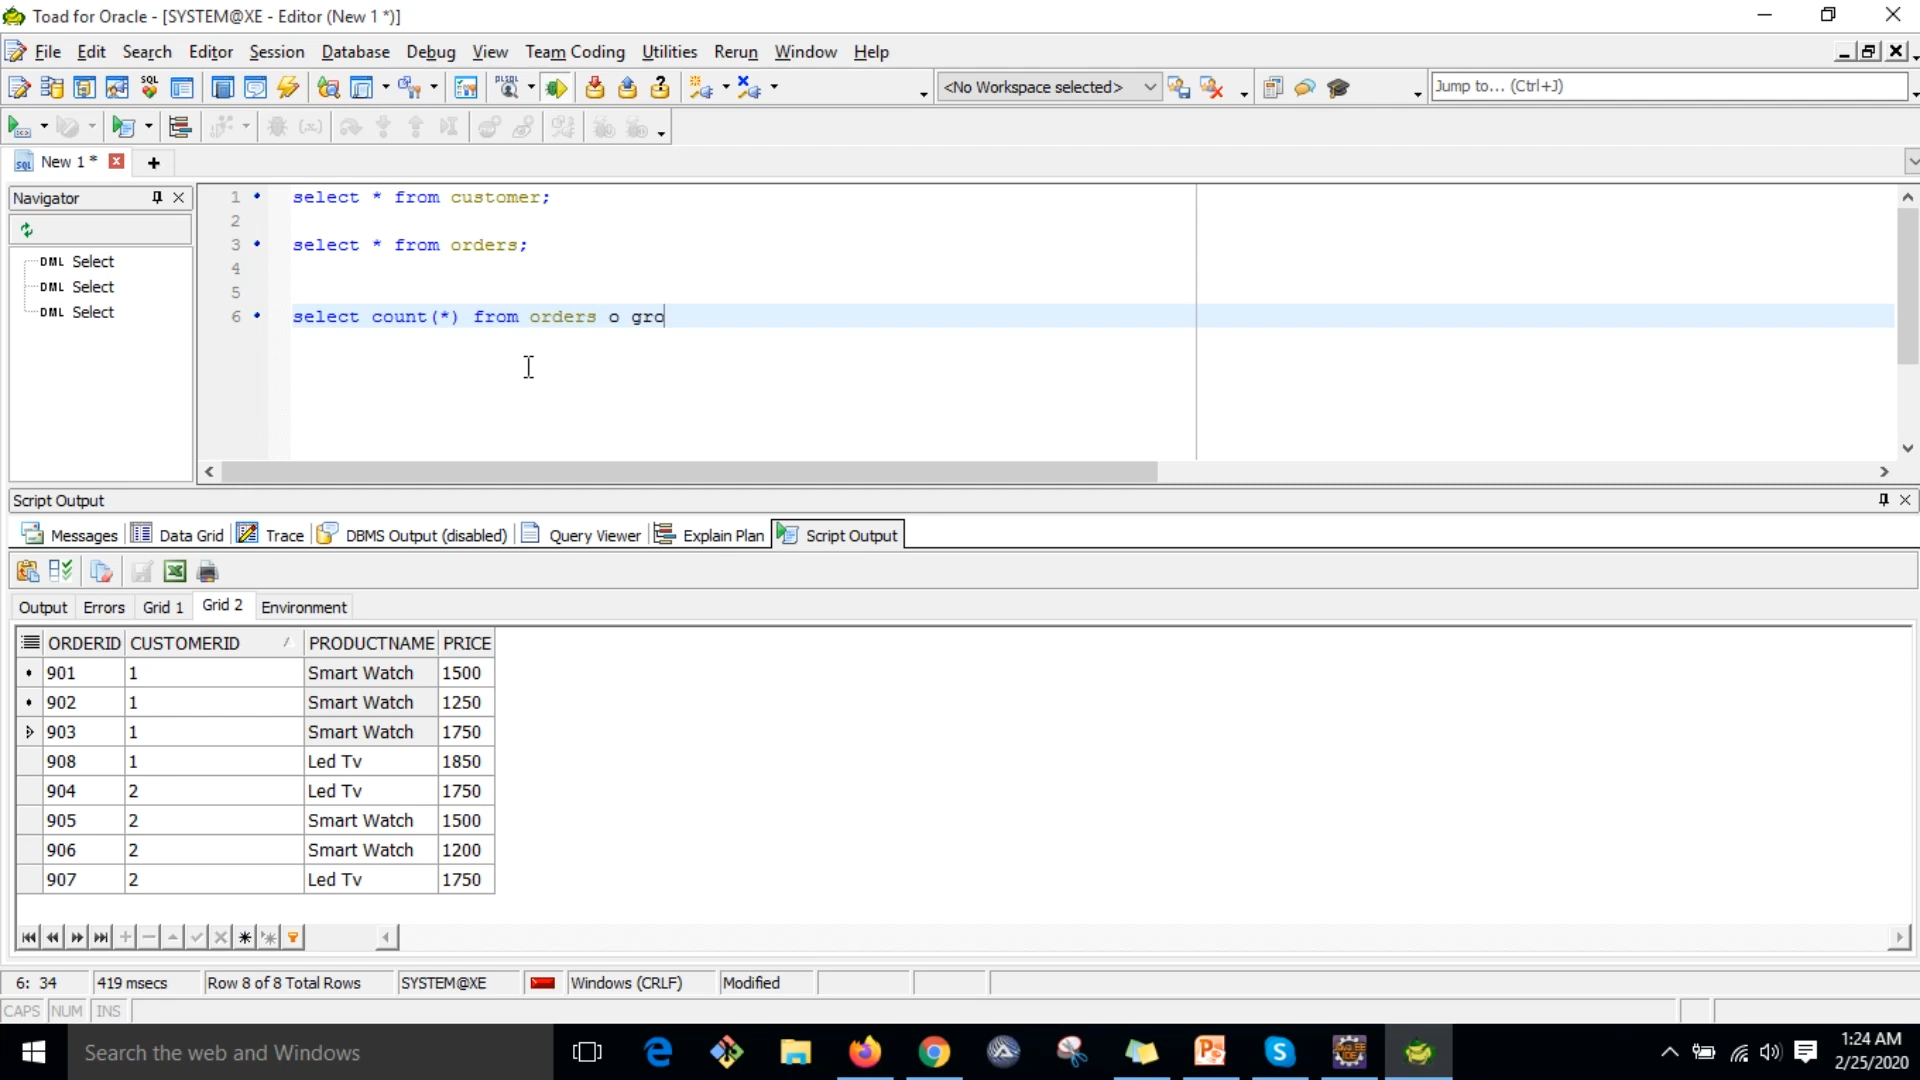 Toad for Oracle - [SYSTEM@XE - Editor (New 1 *)]
File Edit Search Editor Session Database Debug View Team Coding Utilities Rerun Window Help
SQL PL/SQL <No Workspace selected> Jump to... (Ctrl+J)
SQL New 1 * +
Navigator
DML Select
DML Select
DML Select
1 select * from customer;
2
3 select * from orders;
4
5
6 select count(*) from orders o gro
Script Output
Messages Data Grid Trace DBMS Output (disabled) Query Viewer Explain Plan Script Output
Output Errors Grid 1 Grid 2 Environment
ORDERID CUSTOMERID PRODUCTNAME PRICE
901 1 Smart Watch 1500
902 1 Smart Watch 1250
903 1 Smart Watch 1750
908 1 Led Tv 1850
904 2 Led Tv 1750
905 2 Smart Watch 1500
906 2 Smart Watch 1200
907 2 Led Tv 1750
6: 34 419 msecs Row 8 of 8 Total Rows SYSTEM@XE Windows (CRLF) Modified
CAPS NUM INS
Search the web and Windows
1:24 AM
2/25/2020